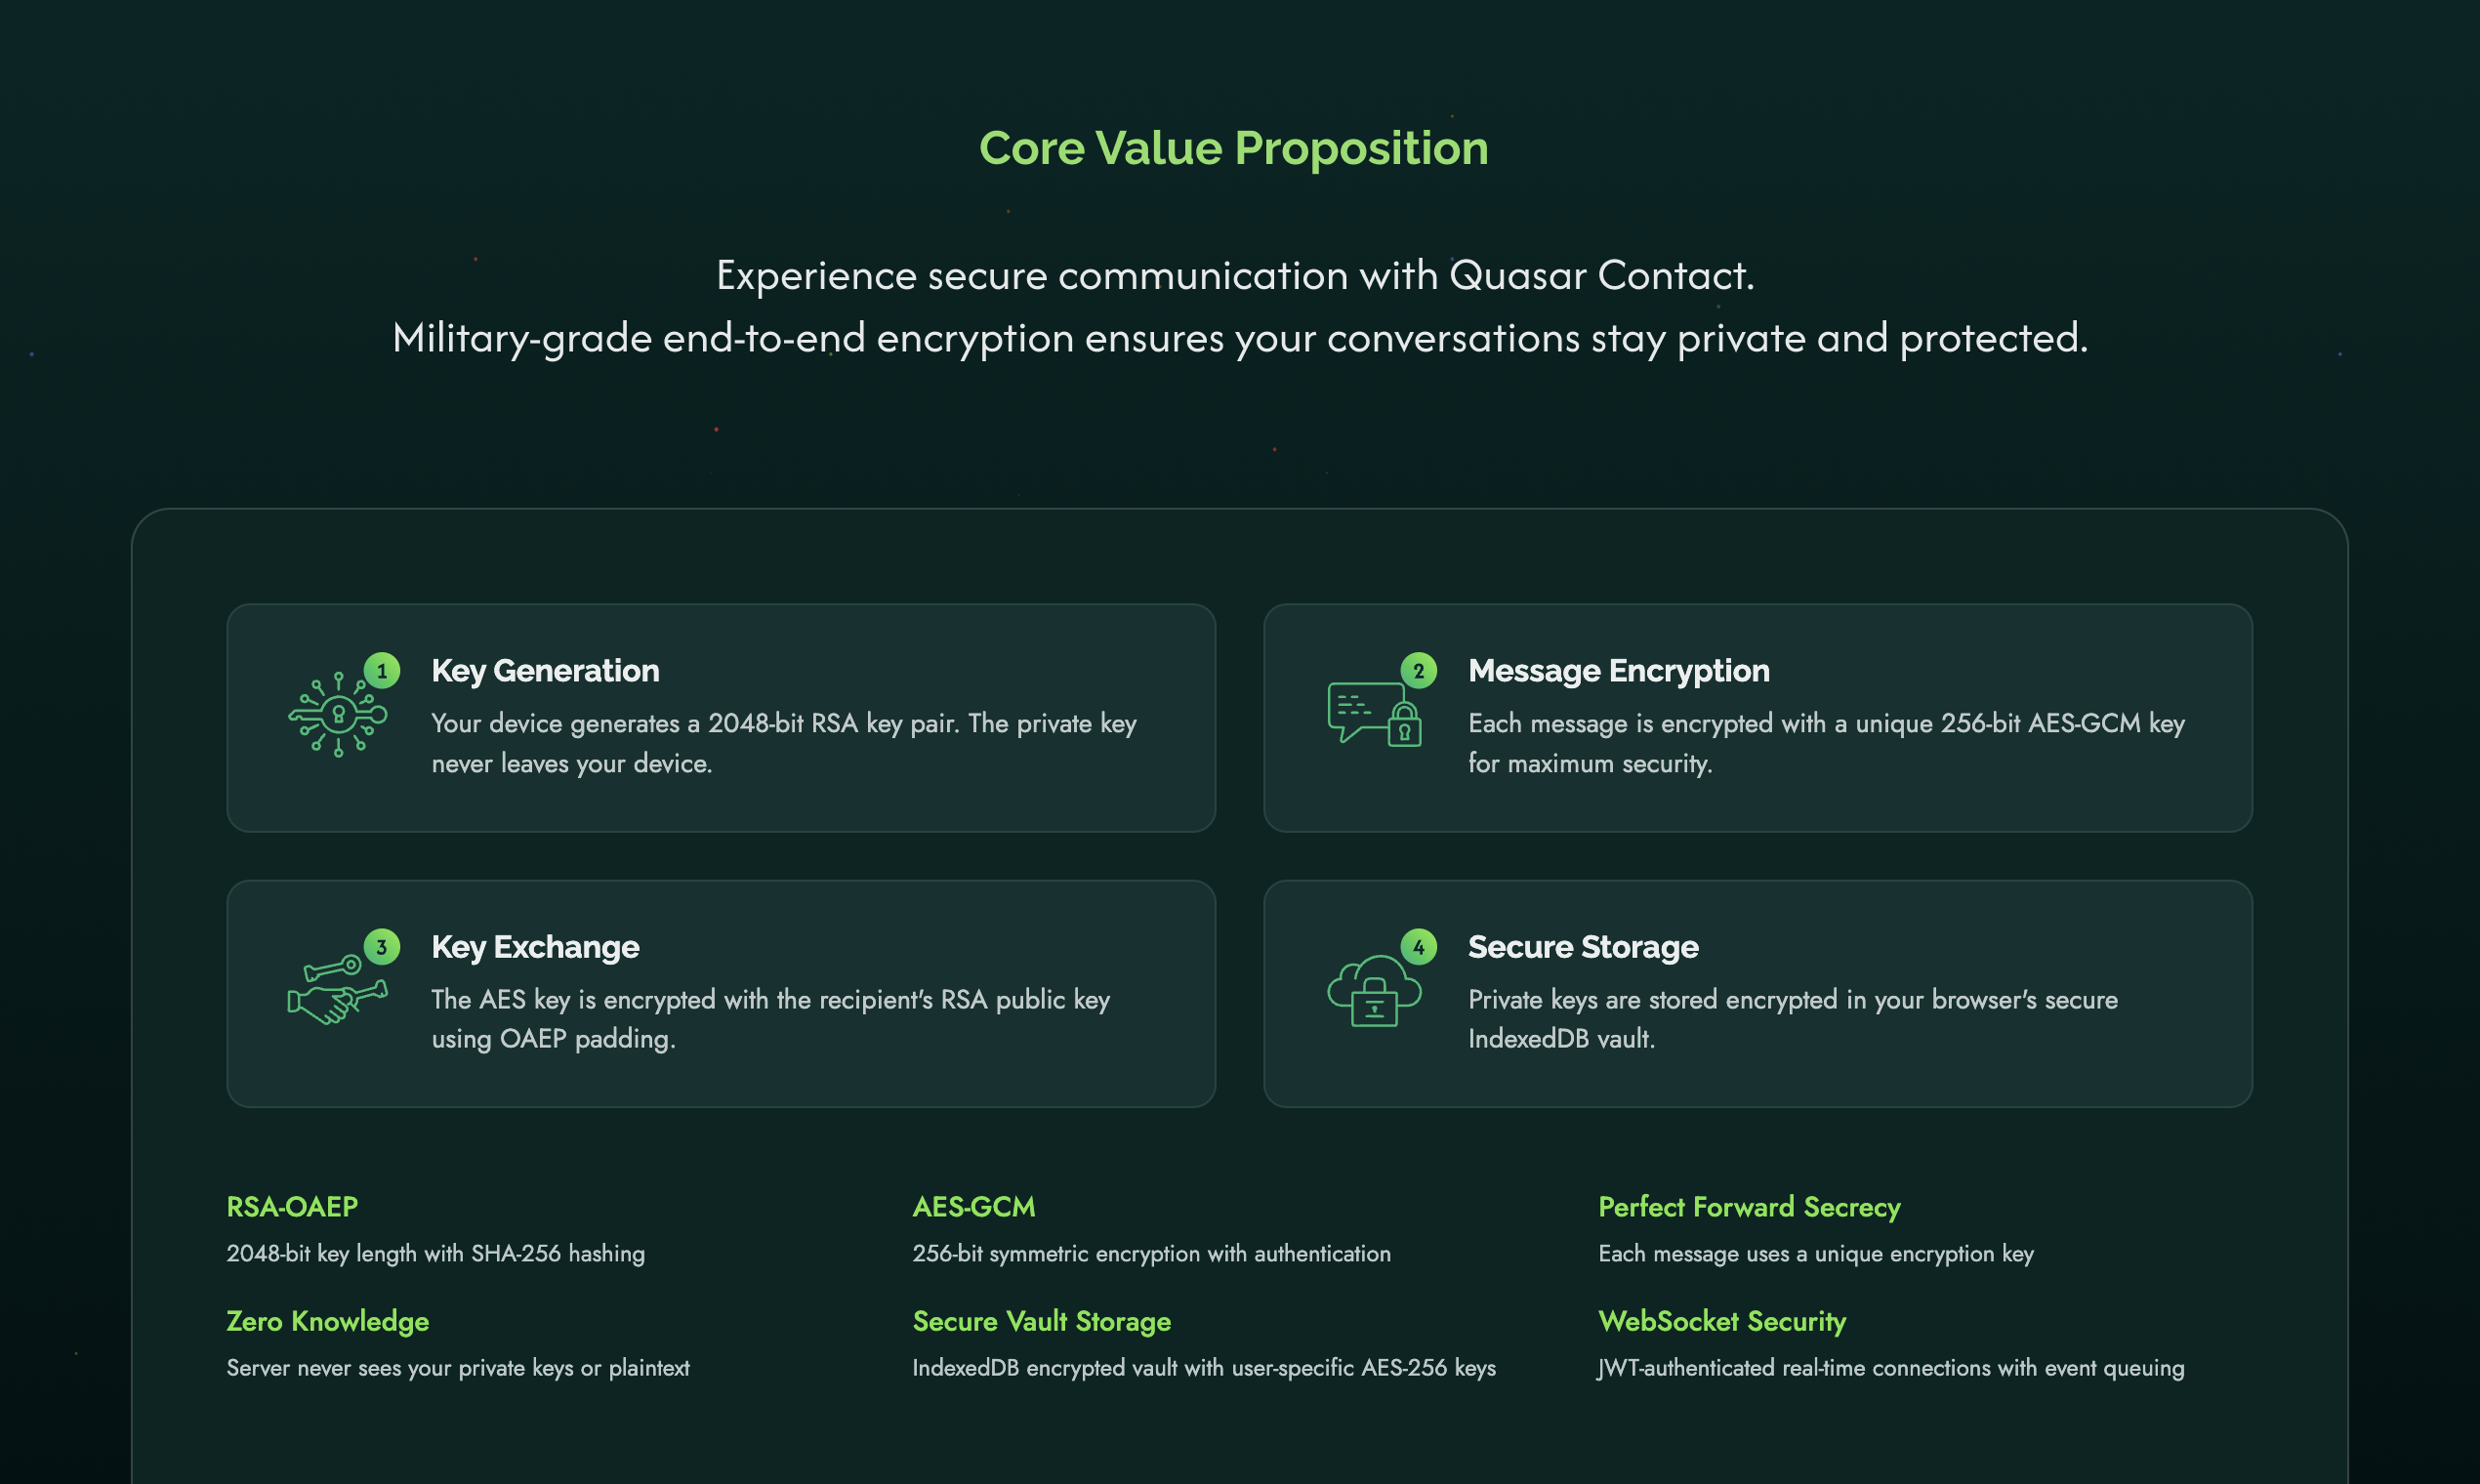 Core Value Proposition
Experience secure communication with Quasar Contact.
Military-grade end-to-end encryption ensures your conversations stay private and protected.
1
Key Generation
Your device generates a 2048-bit RSA key pair. The private key
never leaves your device.
2
Message Encryption
Each message is encrypted with a unique 256-bit AES-GCM key
for maximum security.
3
Key Exchange
The AES key is encrypted with the recipient's RSA public key
using OAEP padding.
4
Secure Storage
Private keys are stored encrypted in your browser's secure
IndexedDB vault.
RSA-OAEP
2048-bit key length with SHA-256 hashing
AES-GCM
256-bit symmetric encryption with authentication
Perfect Forward Secrecy
Each message uses a unique encryption key
Zero Knowledge
Server never sees your private keys or plaintext
Secure Vault Storage
IndexedDB encrypted vault with user-specific AES-256 keys
WebSocket Security
JWT-authenticated real-time connections with event queuing